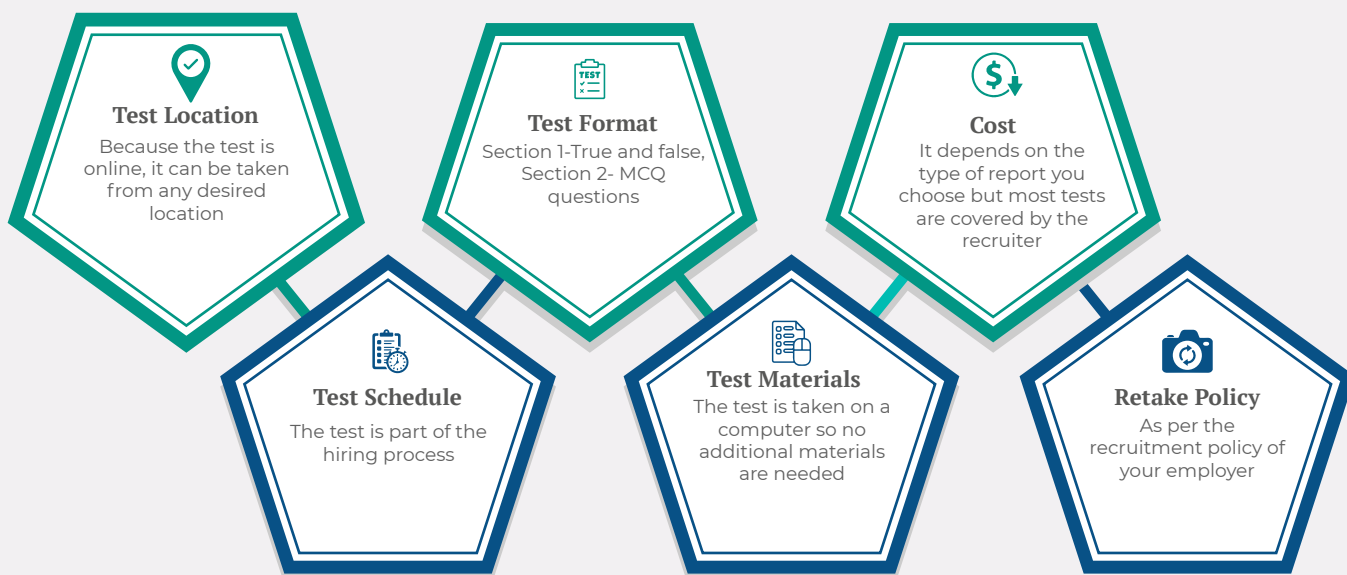 Test Location
Because the test is
online, it can be taken
from any desired
location
TEST
Test Format
Section 1-True and false,
Section 2- MCQ
questions
$
Cost
It depends on the
type of report you
choose but most tests
are covered by the
recruiter
Test Schedule
The test is part of the
hiring process
Test Materials
The test is taken on a
computer so no
additional materials
are needed
Retake Policy
As per the
recruitment policy of
your employer